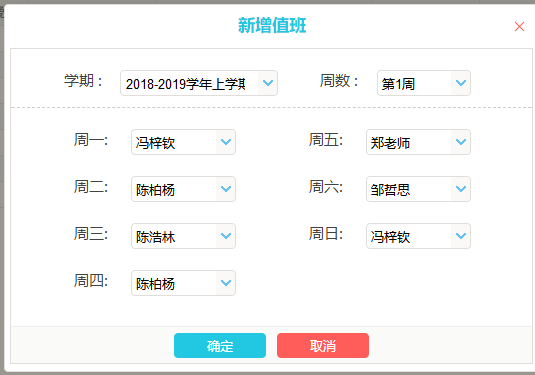 新增值班
学期： 2018-2019学年上学期 周数： 第1周
周一: 冯梓钦 周五: 郑老师
周二: 陈柏杨 周六: 邹哲思
周三: 陈浩林 周日: 冯梓钦
周四: 陈柏杨
确定 取消